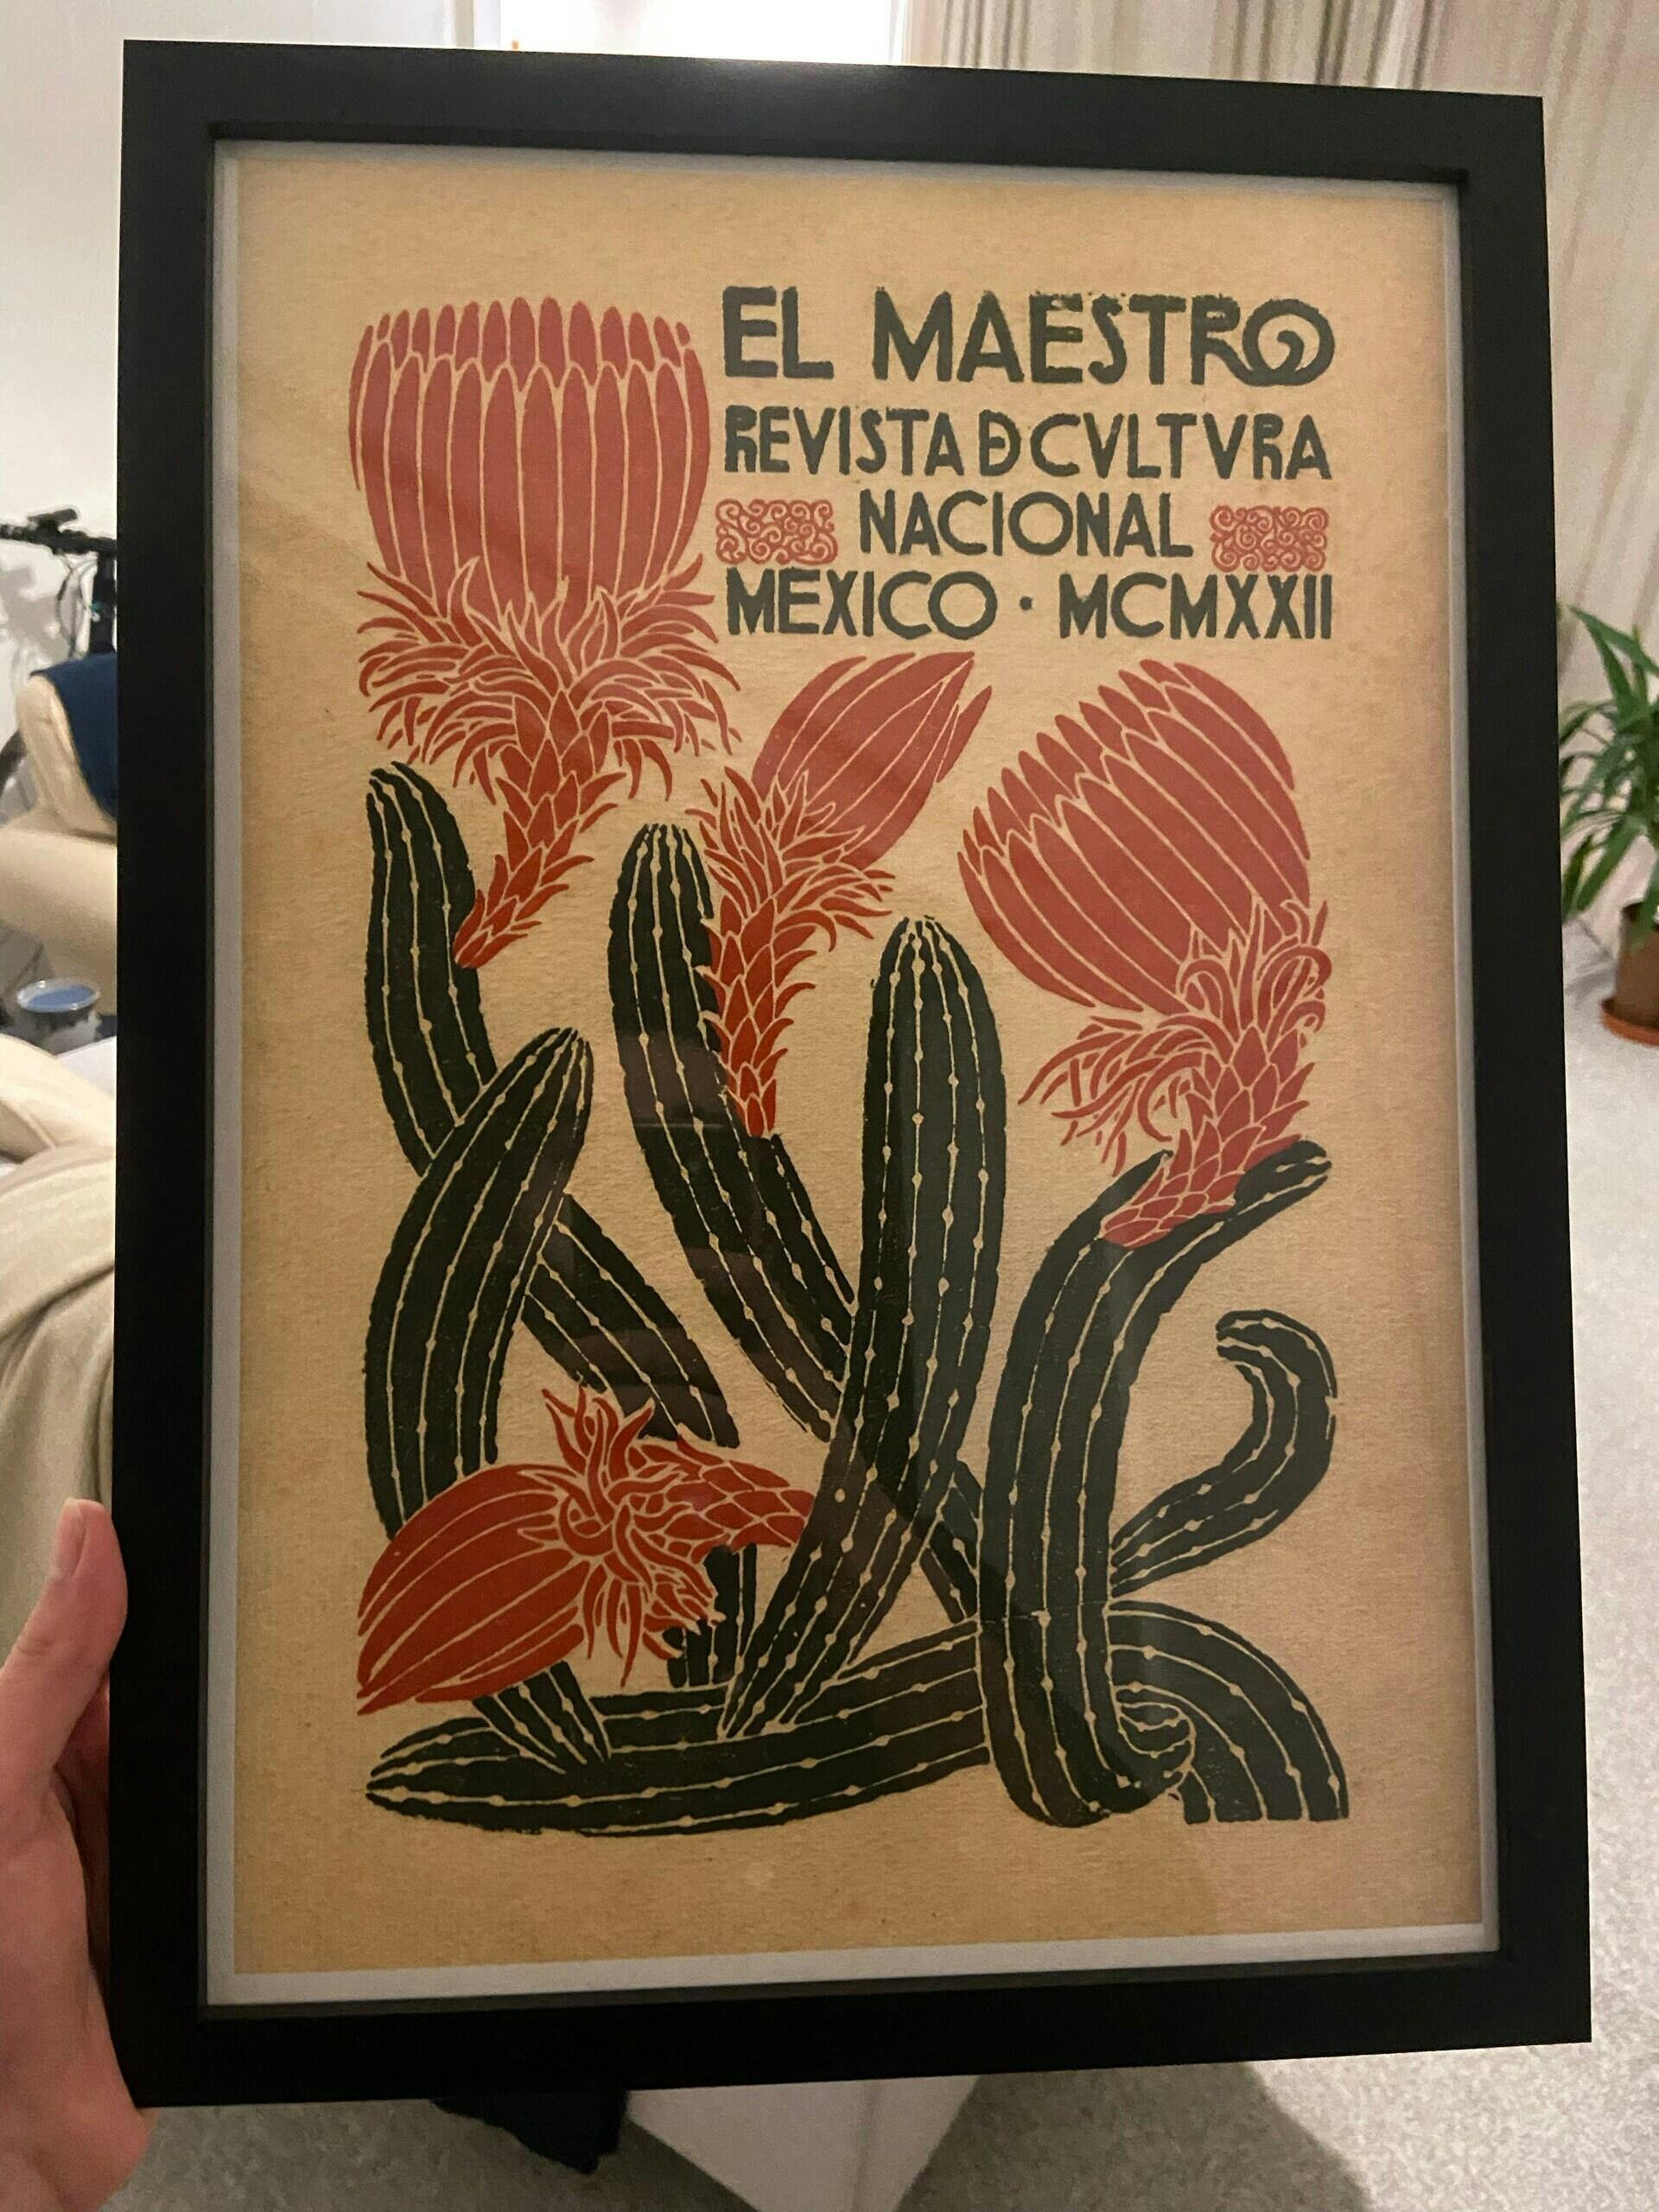 EL MAESTRO
REVISTA Ð CVLTVRA
NACIONAL
MEXICO · MCMXXII